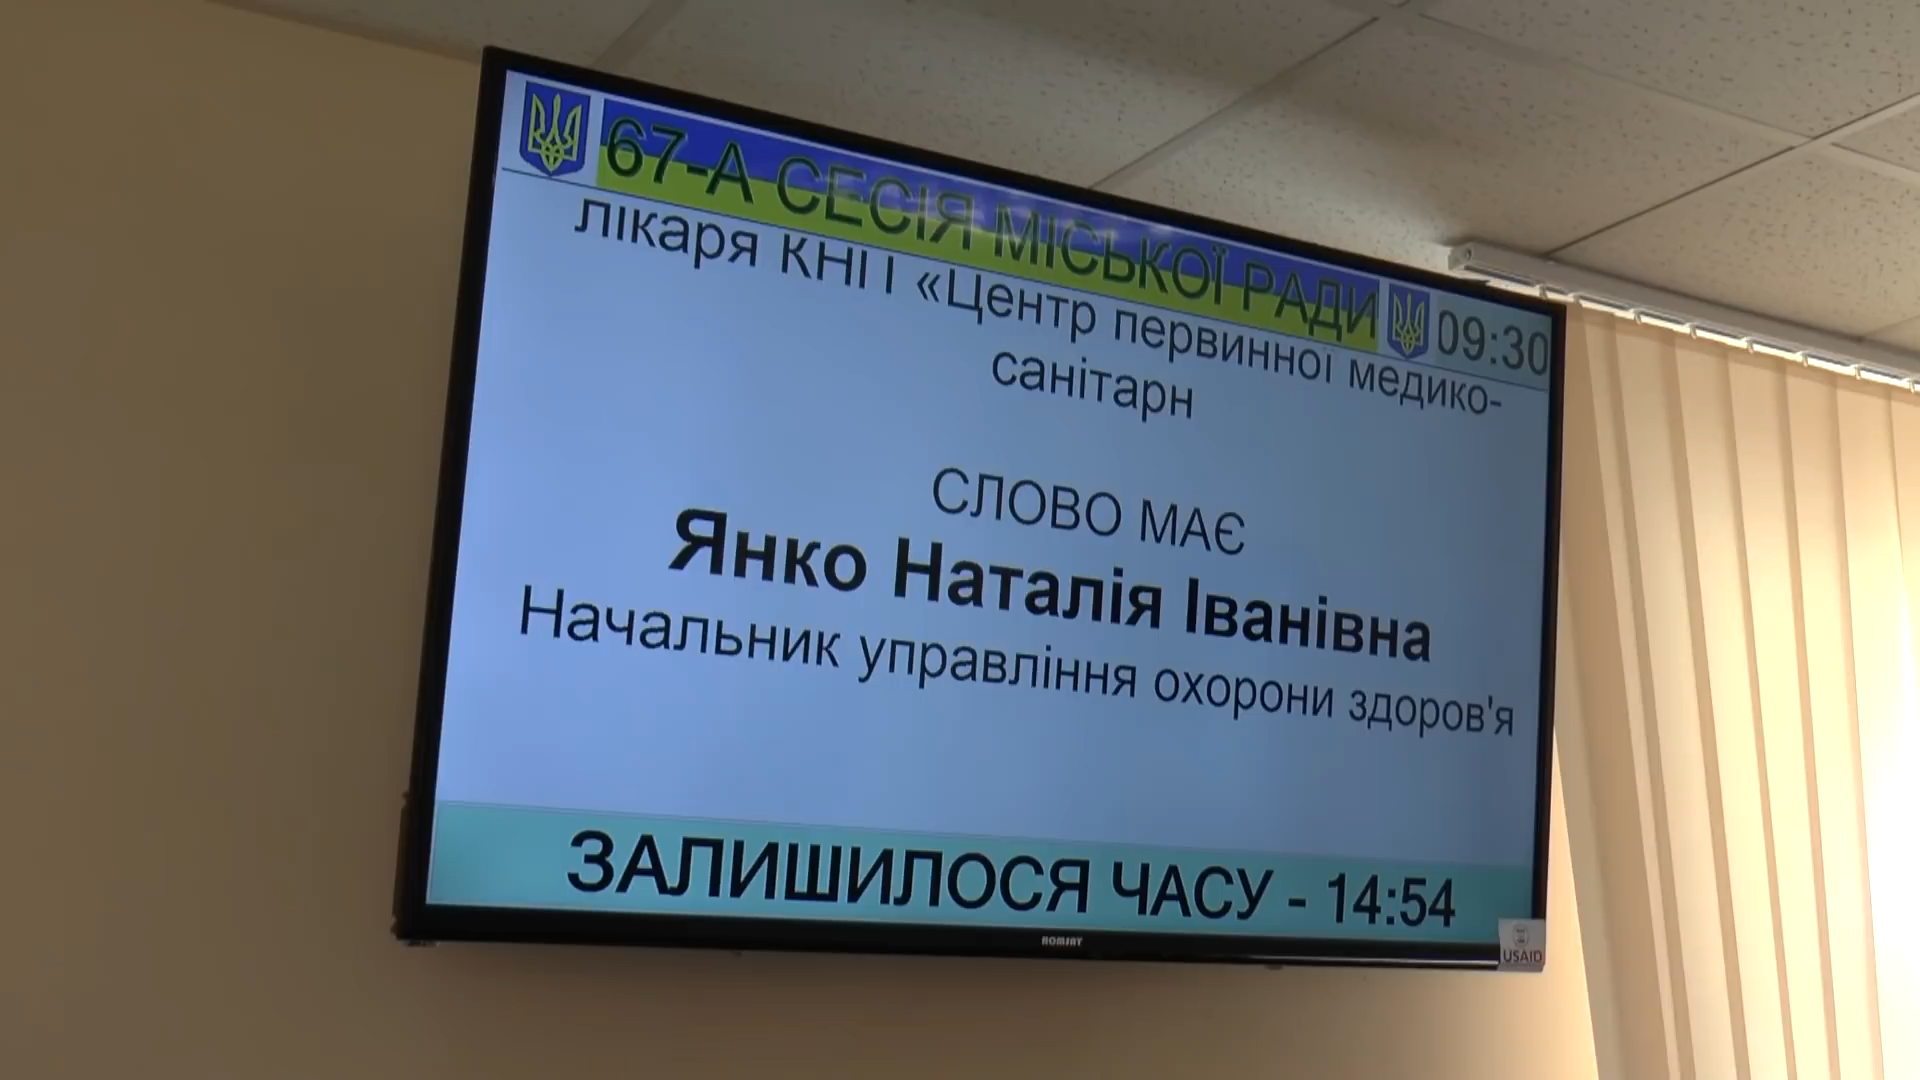 67-А СЕСІЯ МІСЬКОЇ РАДИ 09:30
лікаря КНП «Центр первинної медико-
санітарн
СЛОВО МАЄ
Янко Наталія Іванівна
Начальник управління охорони здоров'я
ЗАЛИШИЛОСЯ ЧАСУ - 14:54
ROMSAT
USAID